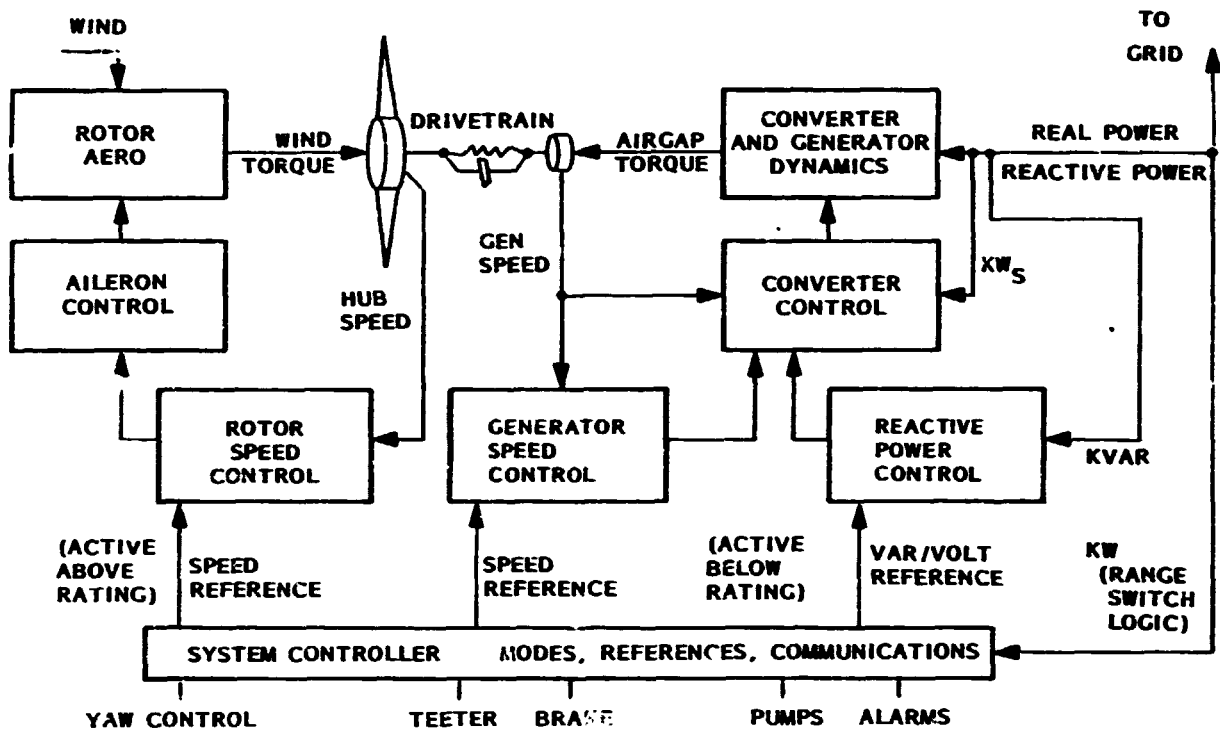 WIND
TO
GRID
ROTOR
AERO
WIND
TORQUE
DRIVETRAIN
AIRGAP
TORQUE
CONVERTER
AND GENERATOR
DYNAMICS
REAL POWER
REACTIVE POWER
AILERON
CONTROL
HUB
SPEED
GEN
SPEED
CONVERTER
CONTROL
KWS
ROTOR
SPEED
CONTROL
GENERATOR
SPEED
CONTROL
REACTIVE
POWER
CONTROL
KVAR
(ACTIVE
ABOVE
RATING)
SPEED
REFERENCE
SPEED
REFERENCE
(ACTIVE
BELOW
RATING)
VAR/VOLT
REFERENCE
KW
(RANGE
SWITCH
LOGIC)
SYSTEM CONTROLLER MODES, REFERENCES, COMMUNICATIONS
YAW CONTROL
TEETER
BRAKE
PUMPS
ALARMS